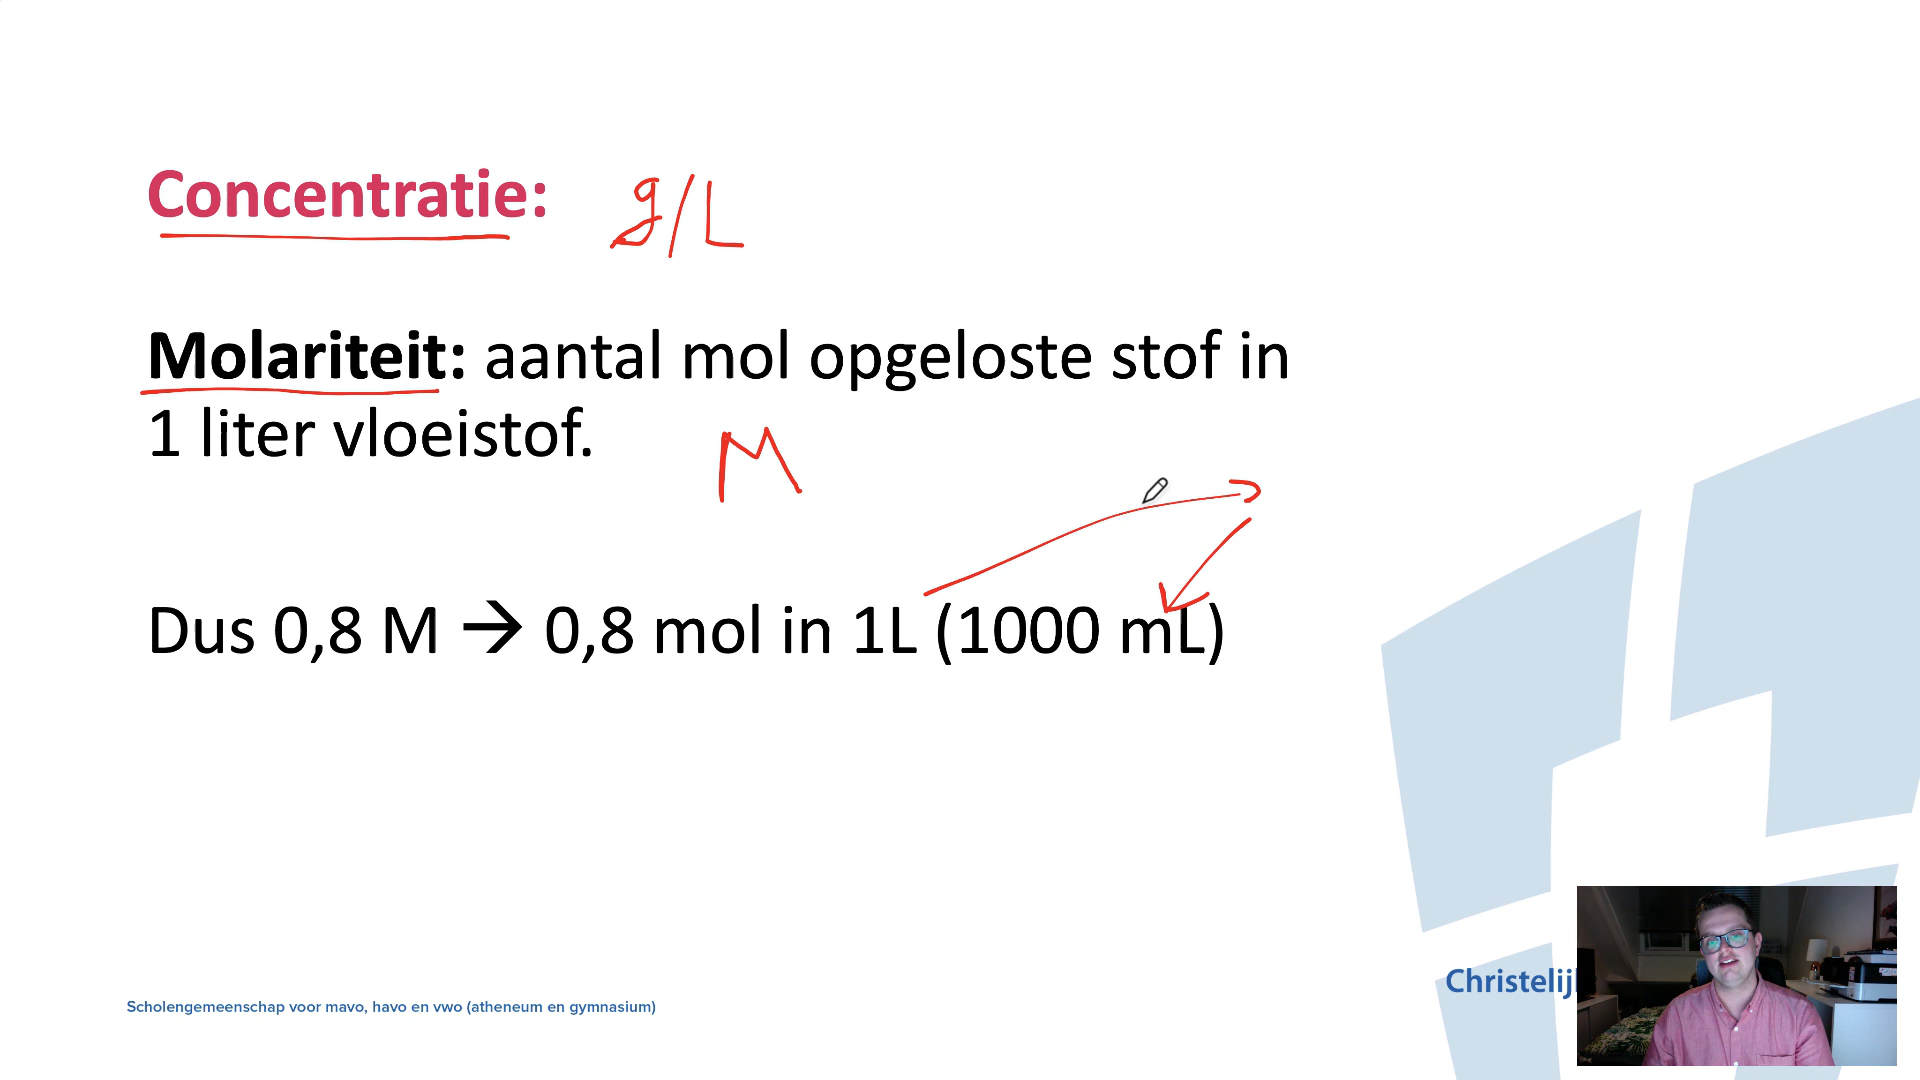 Concentratie: g/L
Molariteit: aantal mol opgeloste stof in
1 liter vloeistof.
M
Dus 0,8 M → 0,8 mol in 1L (1000 mL)
Christelij
Scholengemeenschap voor mavo, havo en vwo (atheneum en gymnasium)